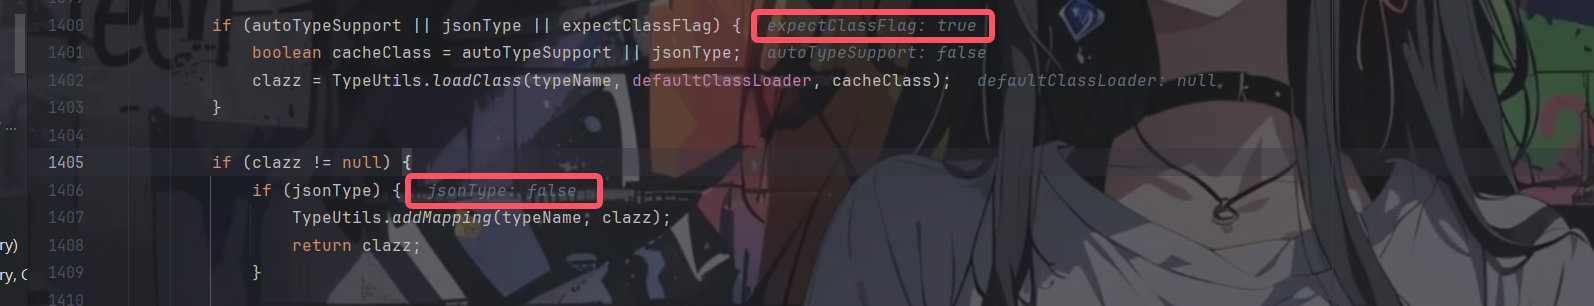 1400 if (autoTypeSupport || jsonType || expectClassFlag) { expectClassFlag: true
1401 boolean cacheClass = autoTypeSupport || jsonType; autoTypeSupport: false
1402 clazz = TypeUtils.loadClass(typeName, defaultClassLoader, cacheClass); defaultClassLoader: null
1403 }
1404
1405 if (clazz != null) {
1406 if (jsonType) { jsonType: false
1407 TypeUtils.addMapping(typeName, clazz);
ry)
1408 return clazz;
ry, C
1409 }
1410